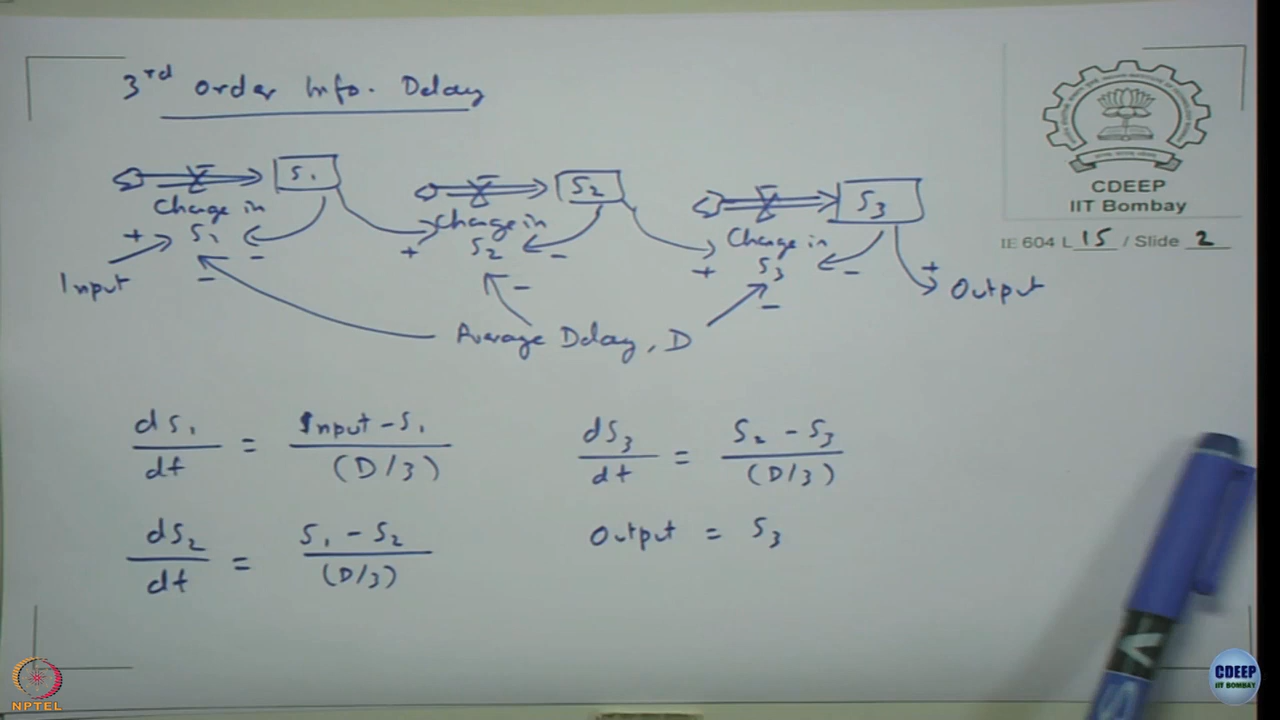 3rd Order Info. Delay
S1
S2
S3
Change in
S1
Change in
S2
Change in
S3
+
-
+
-
+
-
+
Input
-
-
-
Output
Average Delay, D
dS1/dt = Input - S1/(D/3)
dS3/dt = S2 - S3/(D/3)
dS2/dt = S1 - S2/(D/3)
Output = S3
CDEEP
IIT Bombay
IE 604 L 15 / Slide 2
NPTEL
CDEEP
IIT BOMBAY